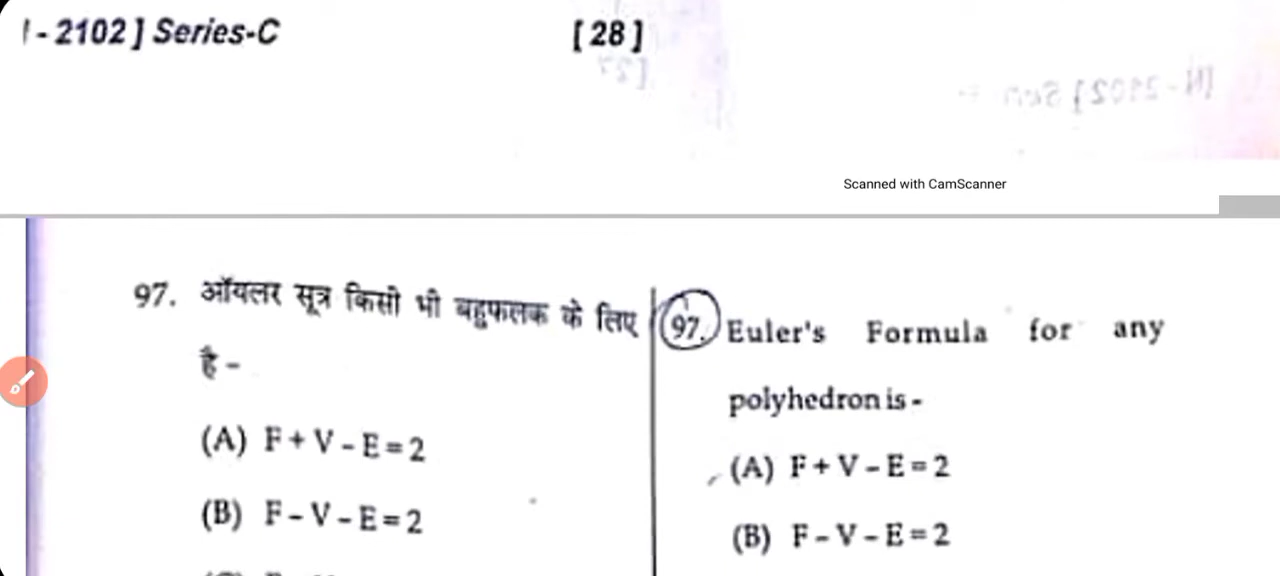 - 2102 ] Series-C
[ 28 ]
Scanned with CamScanner
97. ऑयलर सूत्र किसी भी बहुफलक के लिए
है -
(A) F + V - E = 2
(B) F - V - E = 2
97. Euler's Formula for any
polyhedron is -
(A) F + V - E = 2
(B) F - V - E = 2